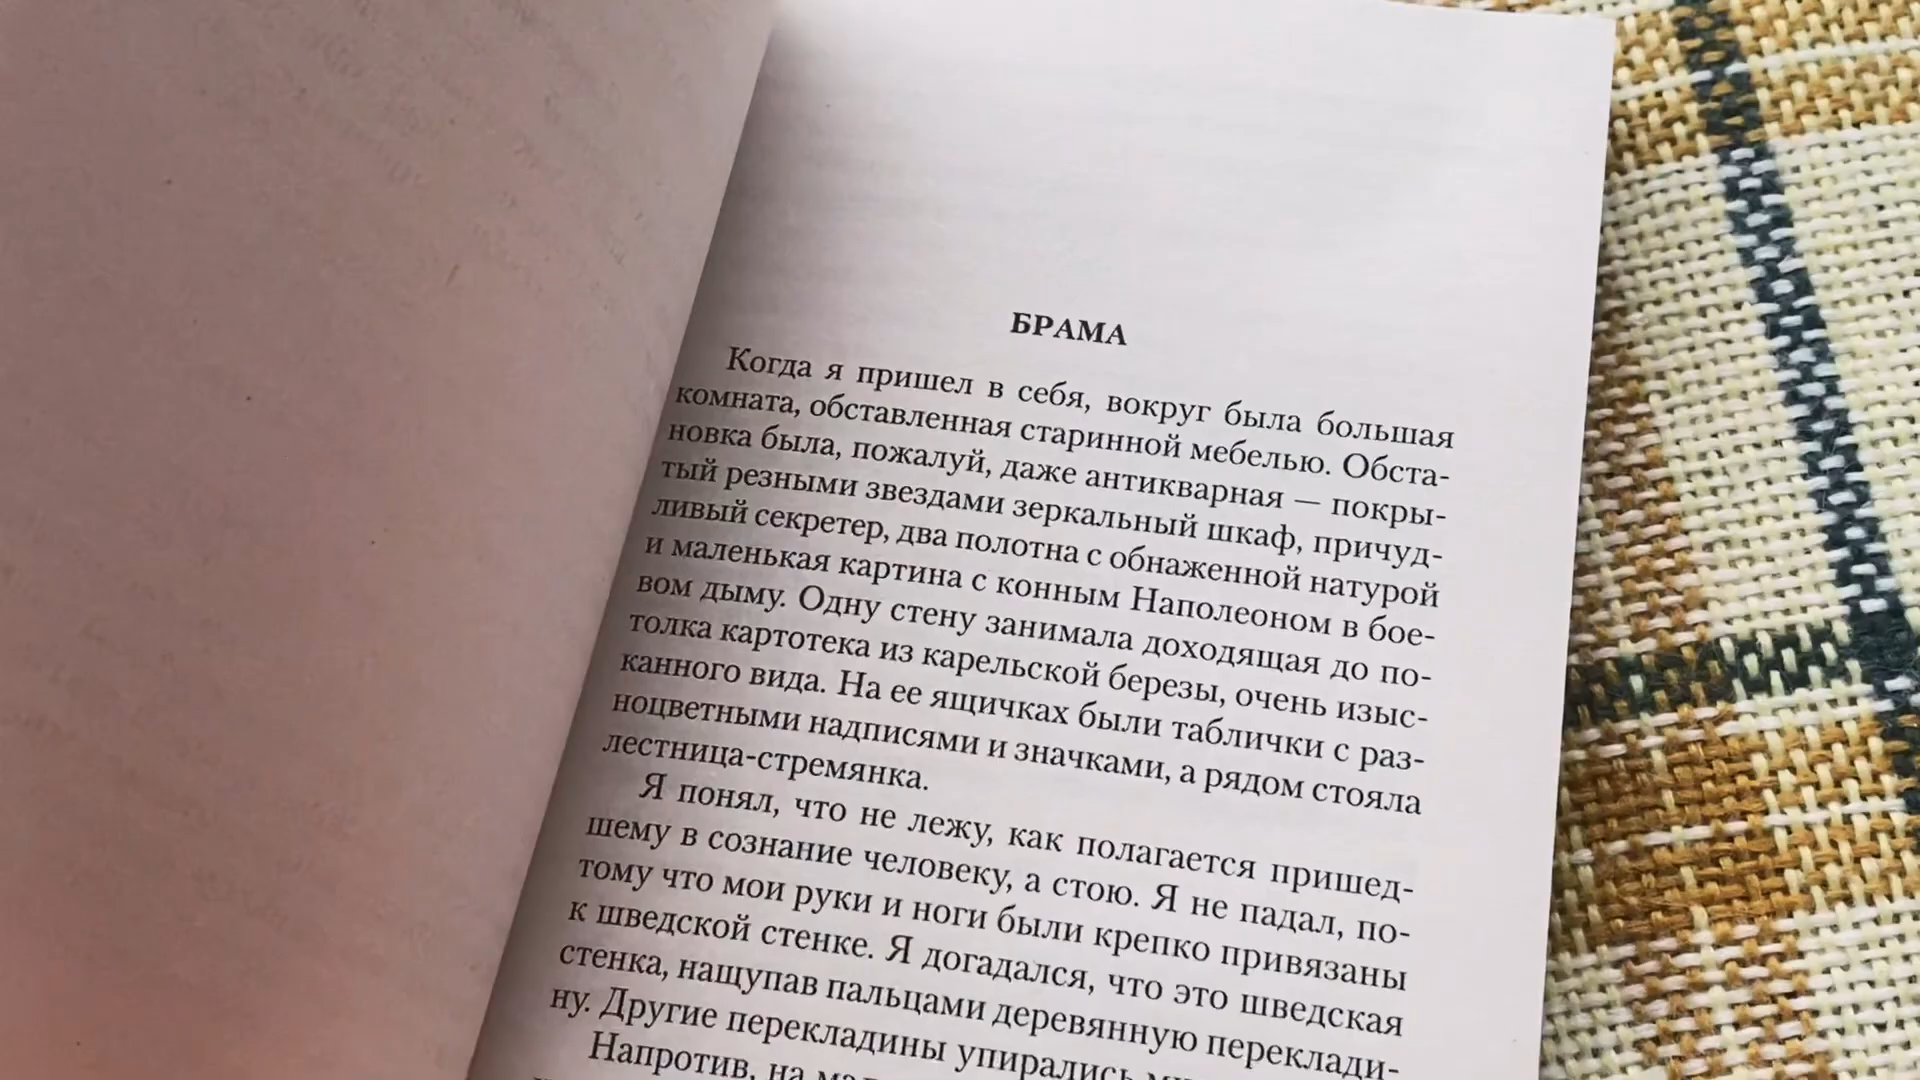 БРАМА
Когда я пришел в себя, вокруг была большая
комната, обставленная старинной мебелью. Обста-
новка была, пожалуй, даже антикварная — покры-
тый резными звездами зеркальный шкаф, причуд-
ливый секретер, два полотна с обнаженной натурой
и маленькая картина с конным Наполеоном в бое-
вом дыму. Одну стену занимала доходящая до по-
толка картотека из карельской березы, очень изыс-
канного вида. На ее ящичках были таблички с раз-
ноцветными надписями и значками, а рядом стояла
лестница-стремянка.
Я понял, что не лежу, как полагается пришед-
шему в сознание человеку, а стою. Я не падал, по-
тому что мои руки и ноги были крепко привязаны
к шведской стенке. Я догадался, что это шведская
стенка, нащупав пальцами деревянную переклади-
ну. Другие перекладины упирались
Напротив, на